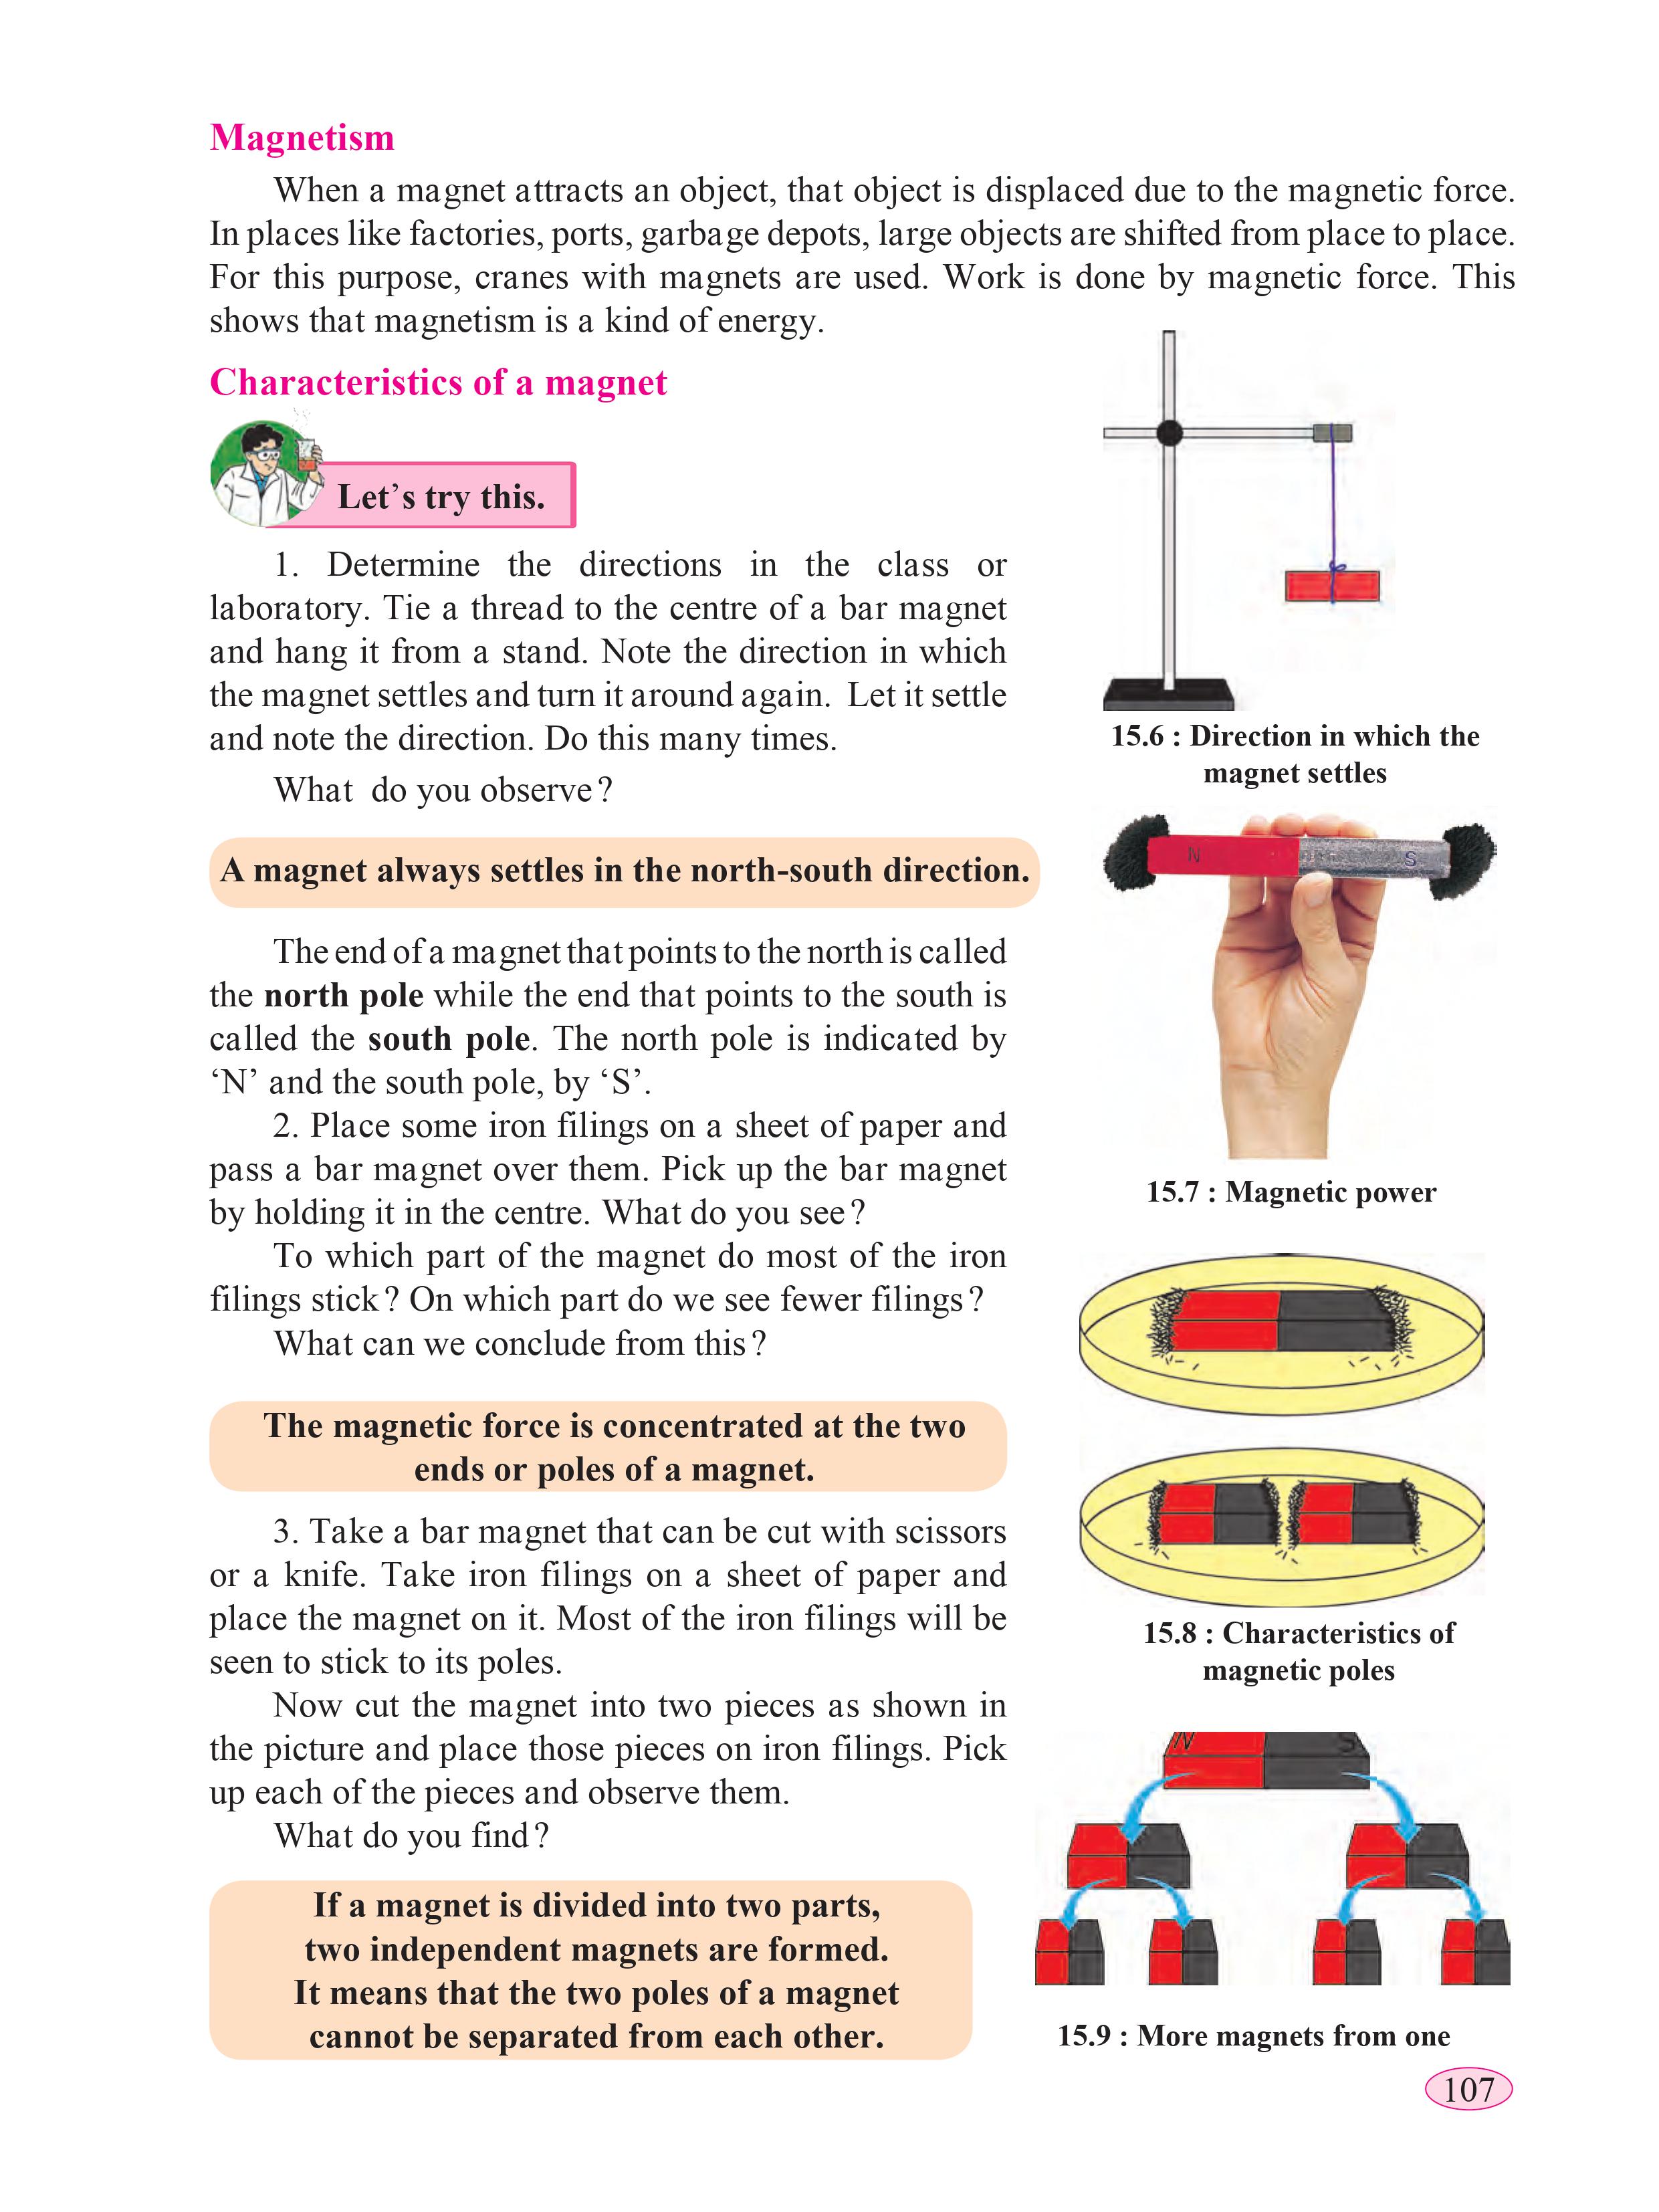 Magnetism
When a magnet attracts an object, that object is displaced due to the magnetic force.
In places like factories, ports, garbage depots, large objects are shifted from place to place.
For this purpose, cranes with magnets are used. Work is done by magnetic force. This
shows that magnetism is a kind of energy.
Characteristics of a magnet
Let’s try this.
1. Determine the directions in the class or
laboratory. Tie a thread to the centre of a bar magnet
and hang it from a stand. Note the direction in which
the magnet settles and turn it around again. Let it settle
and note the direction. Do this many times.
What do you observe?
A magnet always settles in the north-south direction.
The end of a magnet that points to the north is called
the north pole while the end that points to the south is
called the south pole. The north pole is indicated by
‘N’ and the south pole, by ‘S’.
2. Place some iron filings on a sheet of paper and
pass a bar magnet over them. Pick up the bar magnet
by holding it in the centre. What do you see?
To which part of the magnet do most of the iron
filings stick? On which part do we see fewer filings?
What can we conclude from this?
The magnetic force is concentrated at the two
ends or poles of a magnet.
3. Take a bar magnet that can be cut with scissors
or a knife. Take iron filings on a sheet of paper and
place the magnet on it. Most of the iron filings will be
seen to stick to its poles.
Now cut the magnet into two pieces as shown in
the picture and place those pieces on iron filings. Pick
up each of the pieces and observe them.
What do you find?
If a magnet is divided into two parts,
two independent magnets are formed.
It means that the two poles of a magnet
cannot be separated from each other.
15.6 : Direction in which the
magnet settles
N S
15.7 : Magnetic power
15.8 : Characteristics of
magnetic poles
N S
15.9 : More magnets from one
107